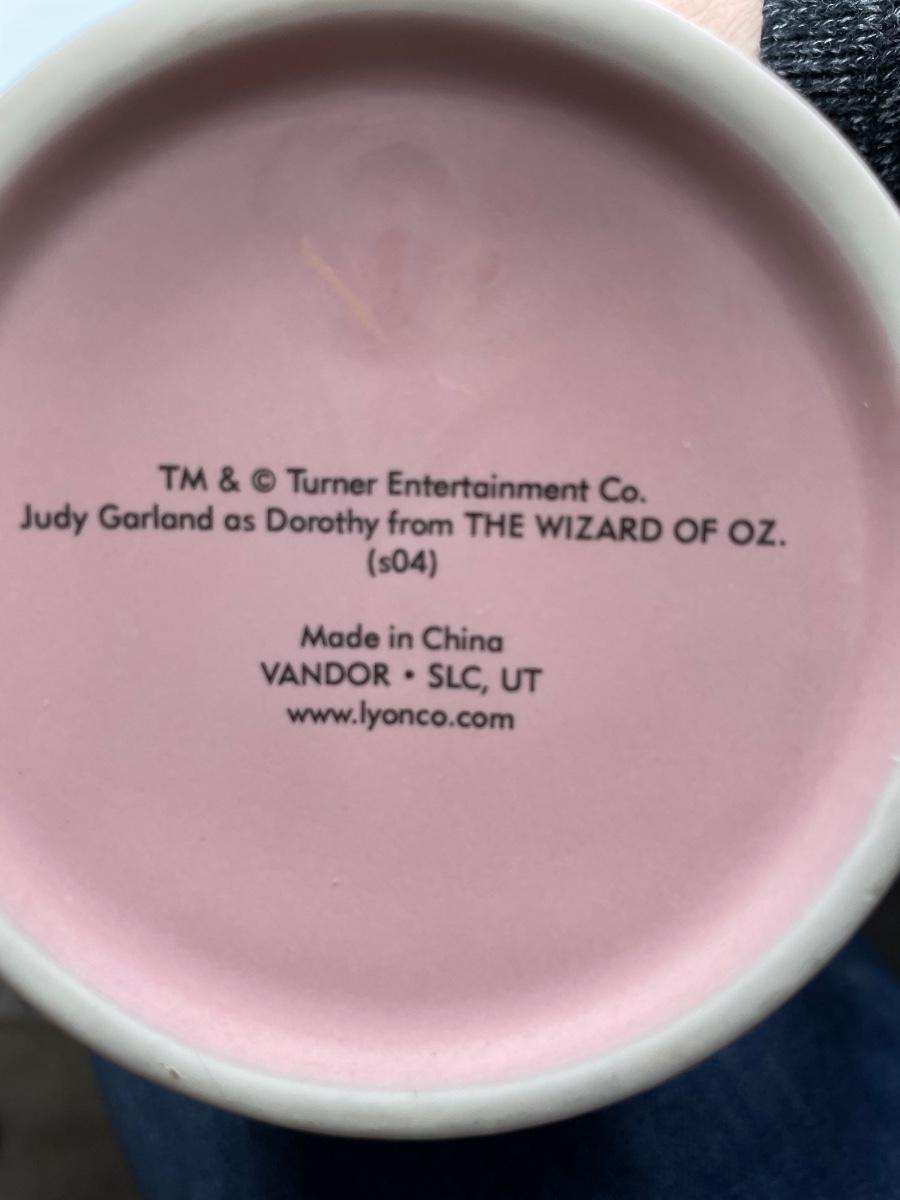 TM & © Turner Entertainment Co.
Judy Garland as Dorothy from THE WIZARD OF OZ.
(s04)
Made in China
VANDOR • SLC, UT
www.lyonco.com